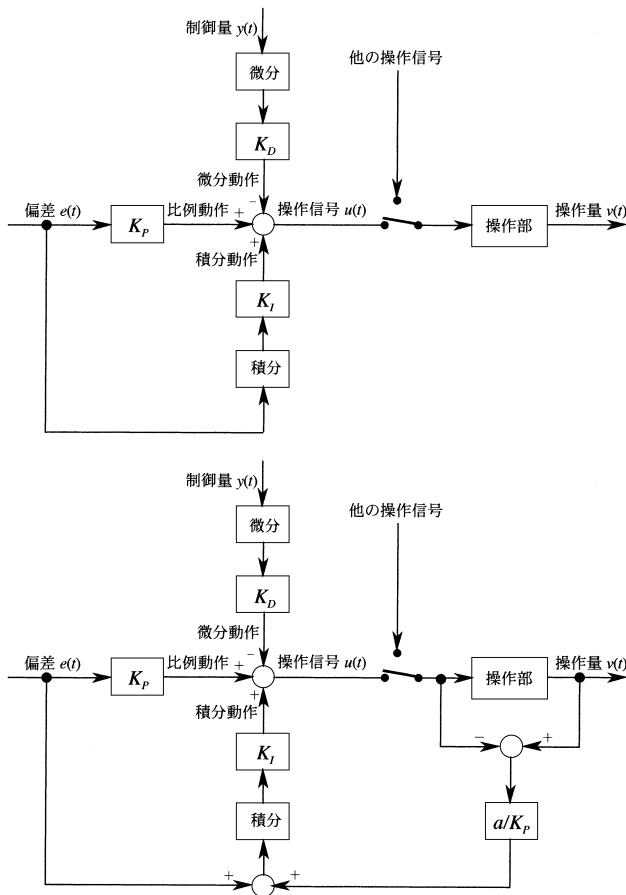 制御量 y(t)
微分
他の操作信号
K_D
微分動作
−
偏差 e(t)
K_P
比例動作
+
操作信号 u(t)
操作部
操作量 v(t)
+
積分動作
K_I
積分
制御量 y(t)
微分
他の操作信号
K_D
微分動作
−
偏差 e(t)
K_P
比例動作
+
操作信号 u(t)
操作部
操作量 v(t)
+
積分動作
− +
K_I
積分
a/K_P
+ +